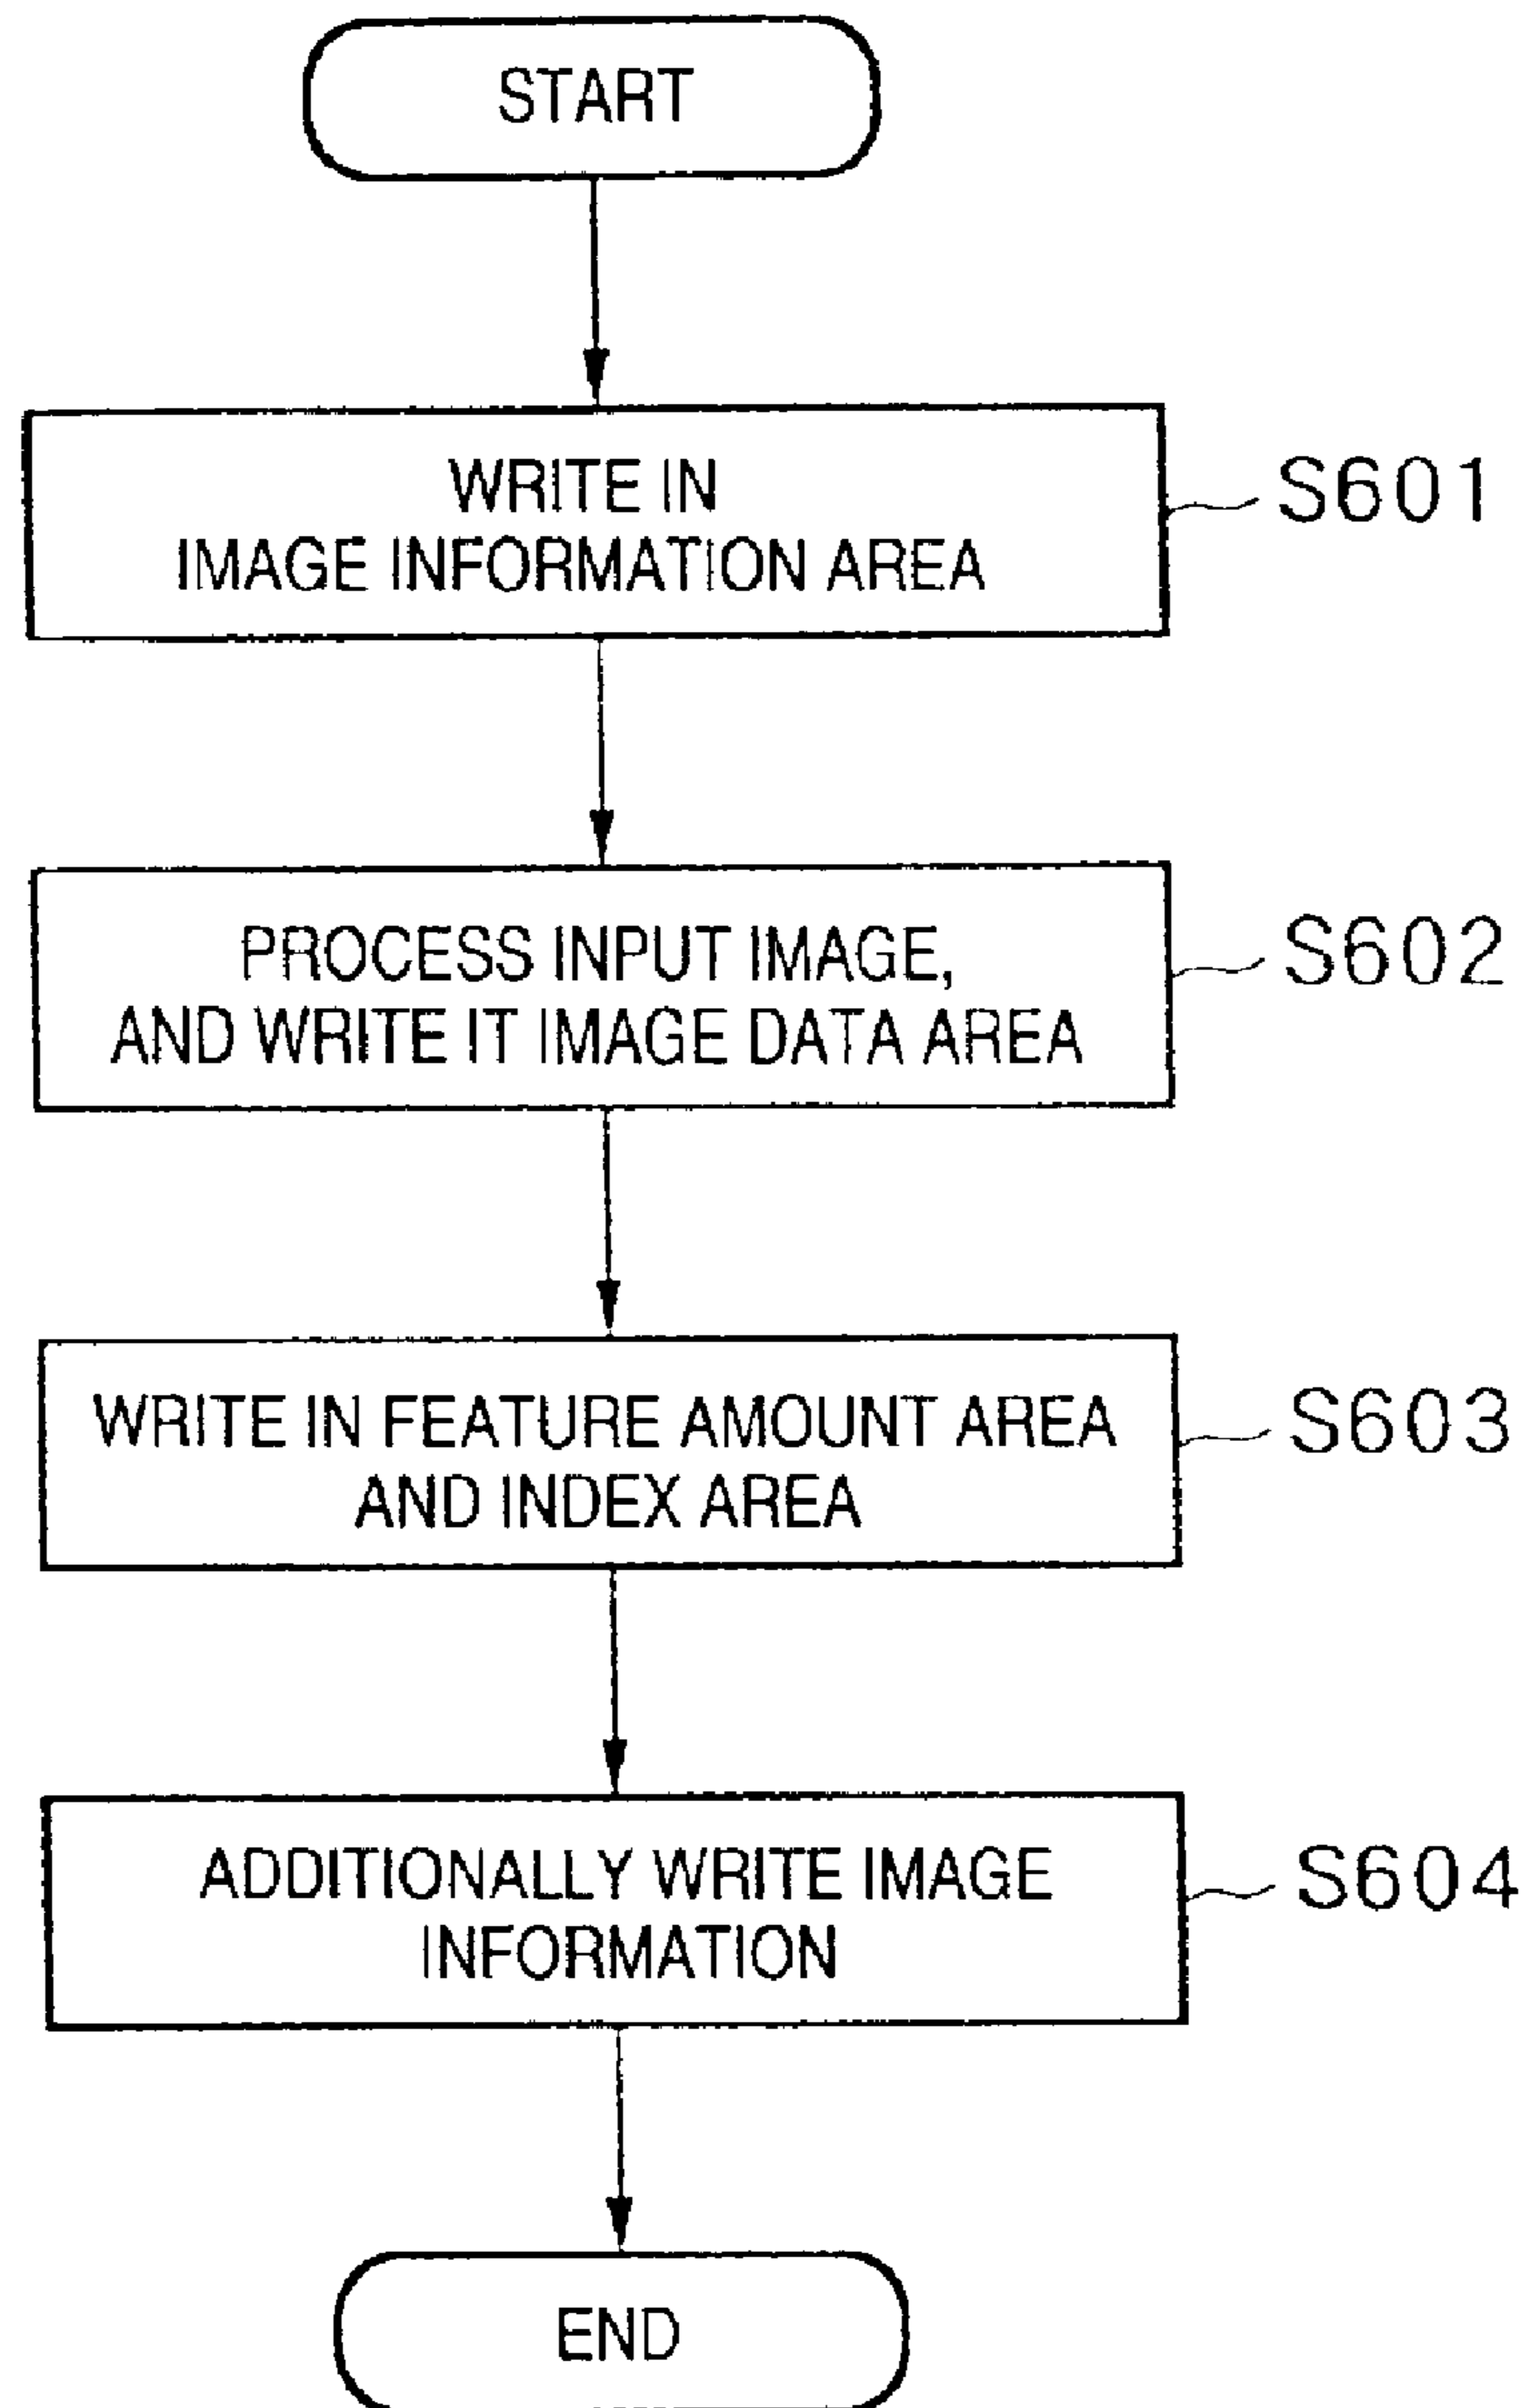 START
WRITE IN
IMAGE INFORMATION AREA
S601
PROCESS INPUT IMAGE,
AND WRITE IT IMAGE DATA AREA
S602
WRITE IN FEATURE AMOUNT AREA
AND INDEX AREA
S603
ADDITIONALLY WRITE IMAGE
INFORMATION
S604
END